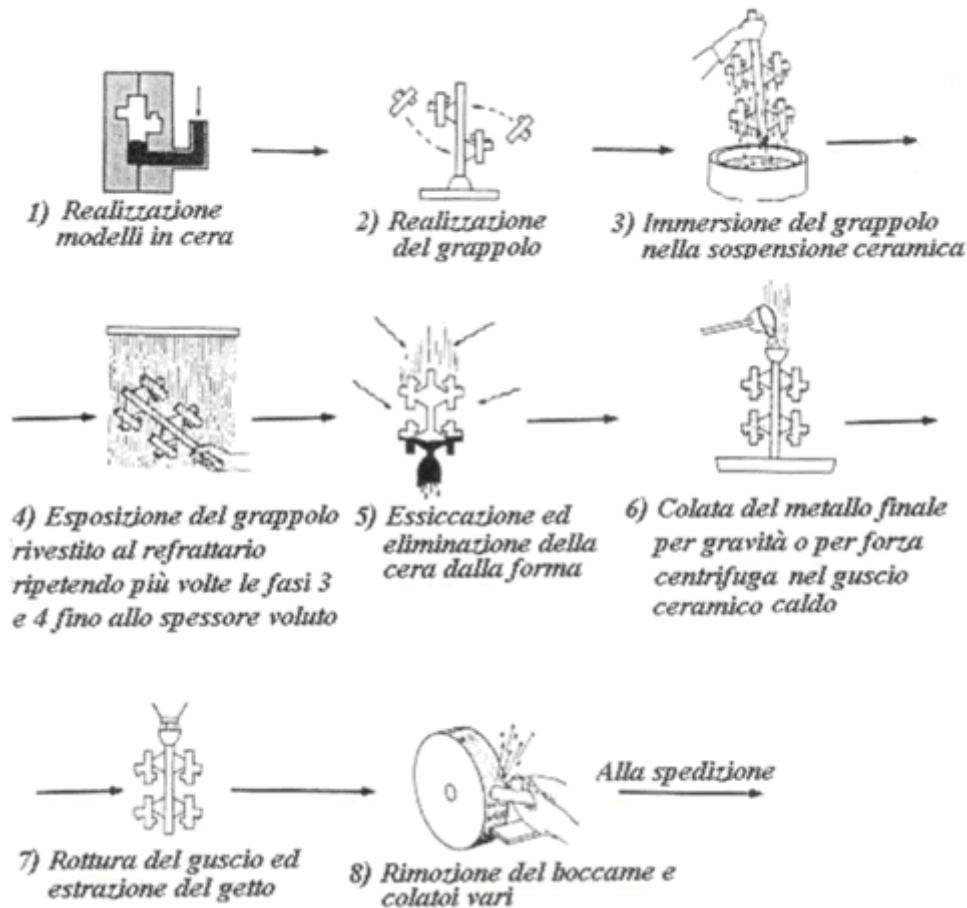 1) Realizzazione
modelli in cera
2) Realizzazione
del grappolo
3) Immersione del grappolo
nella sospensione ceramica
4) Esposizione del grappolo
rivestito al refrattario
ripetendo più volte le fasi 3
e 4 fino allo spessore voluto
5) Essiccazione ed
eliminazione della
cera dalla forma
6) Colata del metallo finale
per gravità o per forza
centrifuga nel guscio
ceramico caldo
7) Rottura del guscio ed
estrazione del getto
8) Rimozione del boccame e
colatoi vari
Alla spedizione